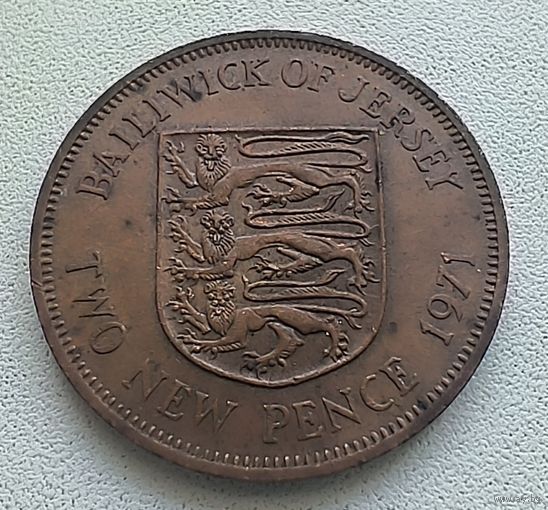 BAILIWICK OF JERSEY 1971
TWO NEW PENCE